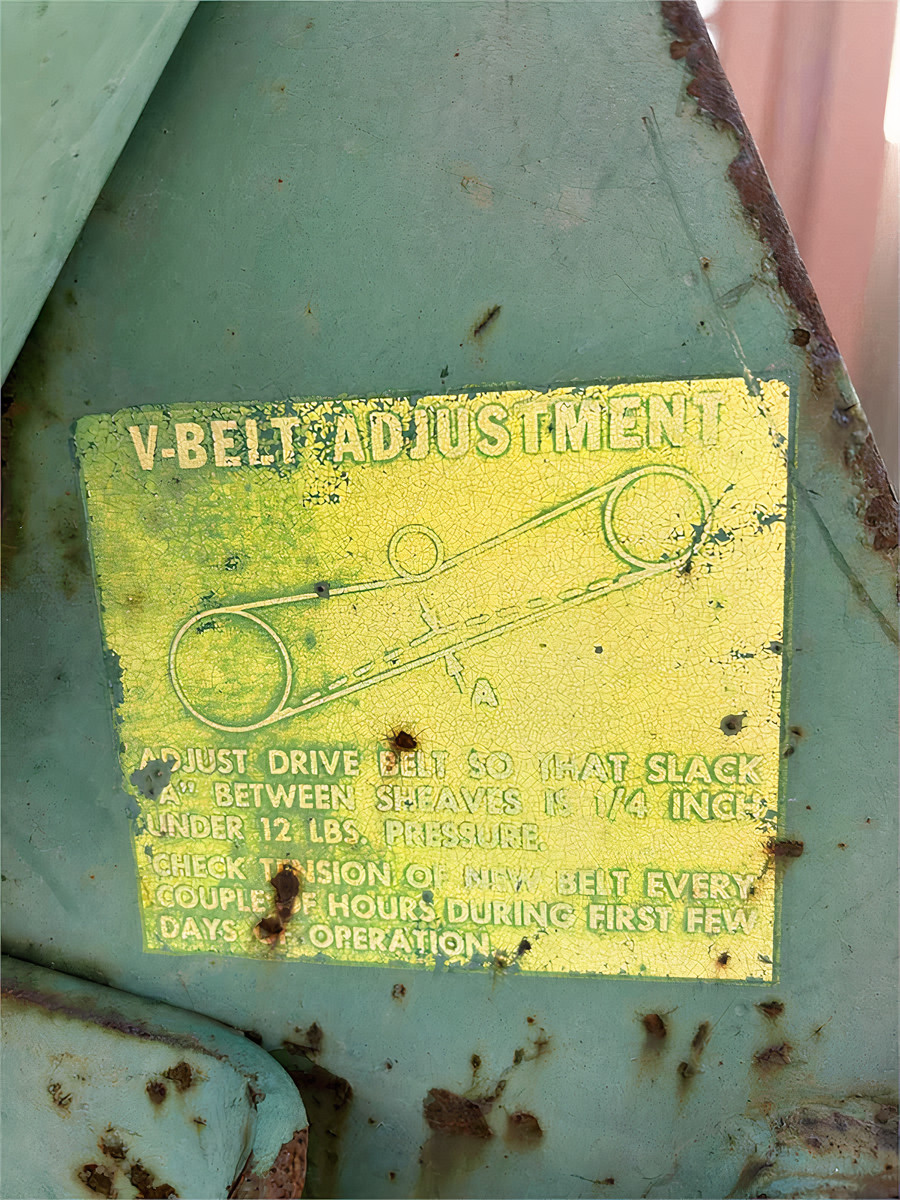 V-BELT ADJUSTMENT
A
ADJUST DRIVE BELT SO THAT SLACK
"A" BETWEEN SHEAVES IS 1/4 INCH
UNDER 12 LBS. PRESSURE.
CHECK TENSION OF NEW BELT EVERY
COUPLE OF HOURS DURING FIRST FEW
DAYS OF OPERATION.